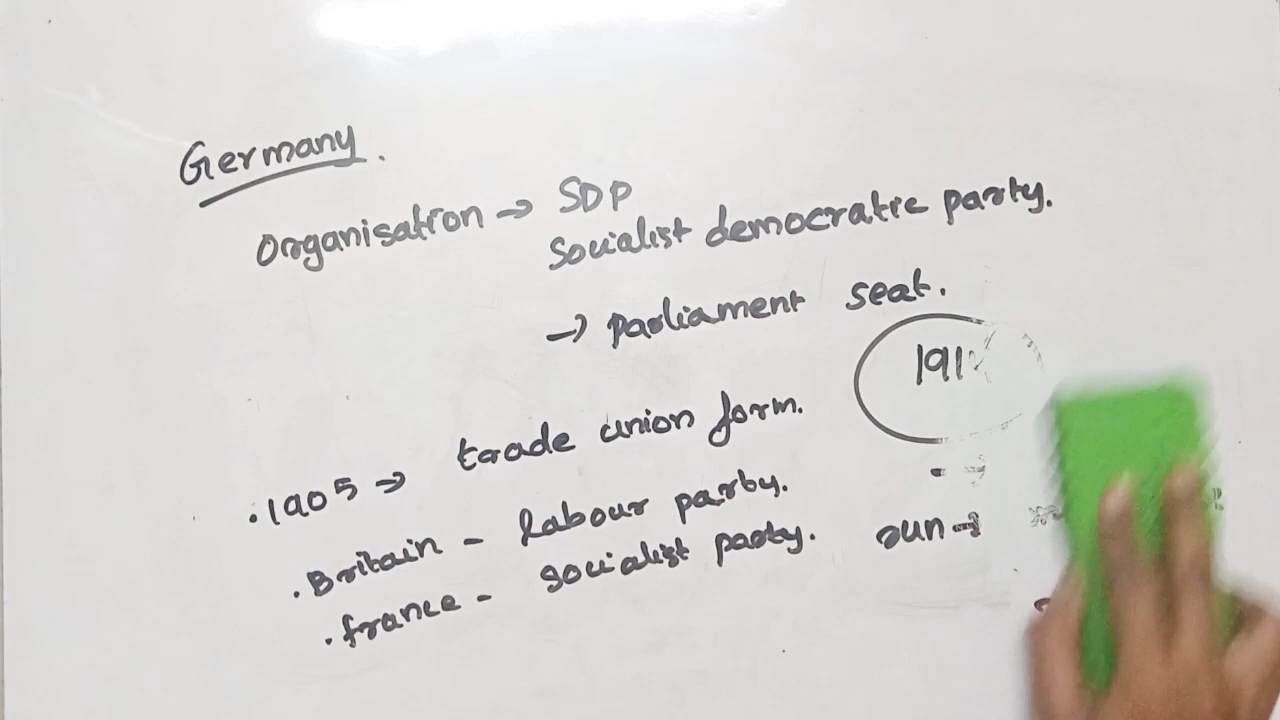 Germany.
Organisation → SDP
Socialist democratic party.
→ parliament seat.
191
.1905 → trade union form.
.Britain - Labour party.
.france - socialist party.
run →